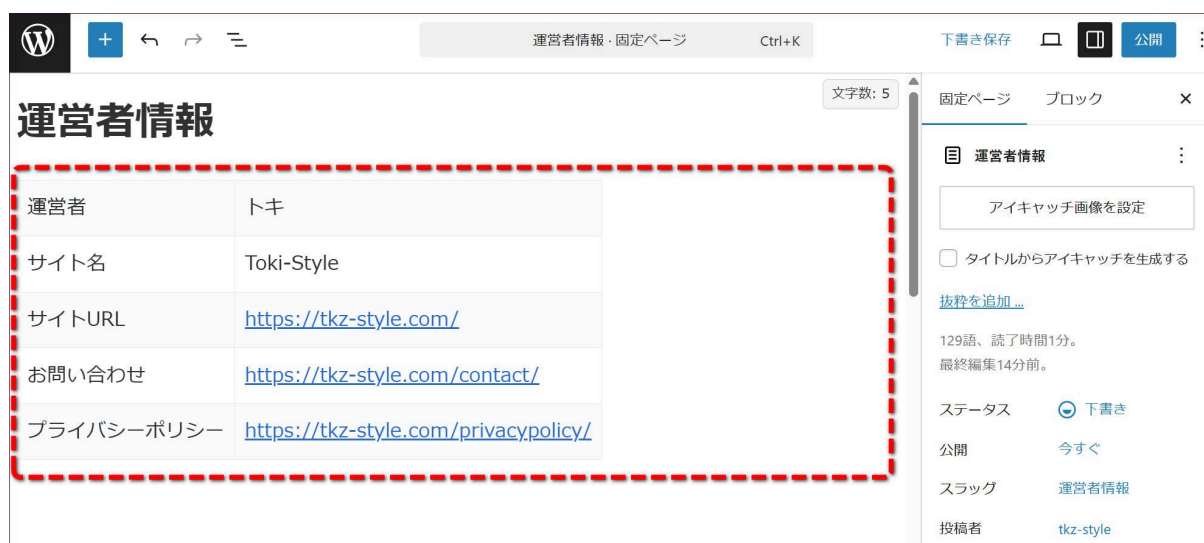 運営者情報 · 固定ページ Ctrl+K
下書き保存
公開
運営者情報
文字数: 5
運営者 トキ
サイト名 Toki-Style
サイトURL https://tkz-style.com/
お問い合わせ https://tkz-style.com/contact/
プライバシーポリシー https://tkz-style.com/privacypolicy/
固定ページ ブロック
運営者情報
アイキャッチ画像を設定
タイトルからアイキャッチを生成する
抜粋を追加 ...
129語、読了時間1分。
最終編集14分前。
ステータス 下書き
公開 今すぐ
スラッグ 運営者情報
投稿者 tkz-style